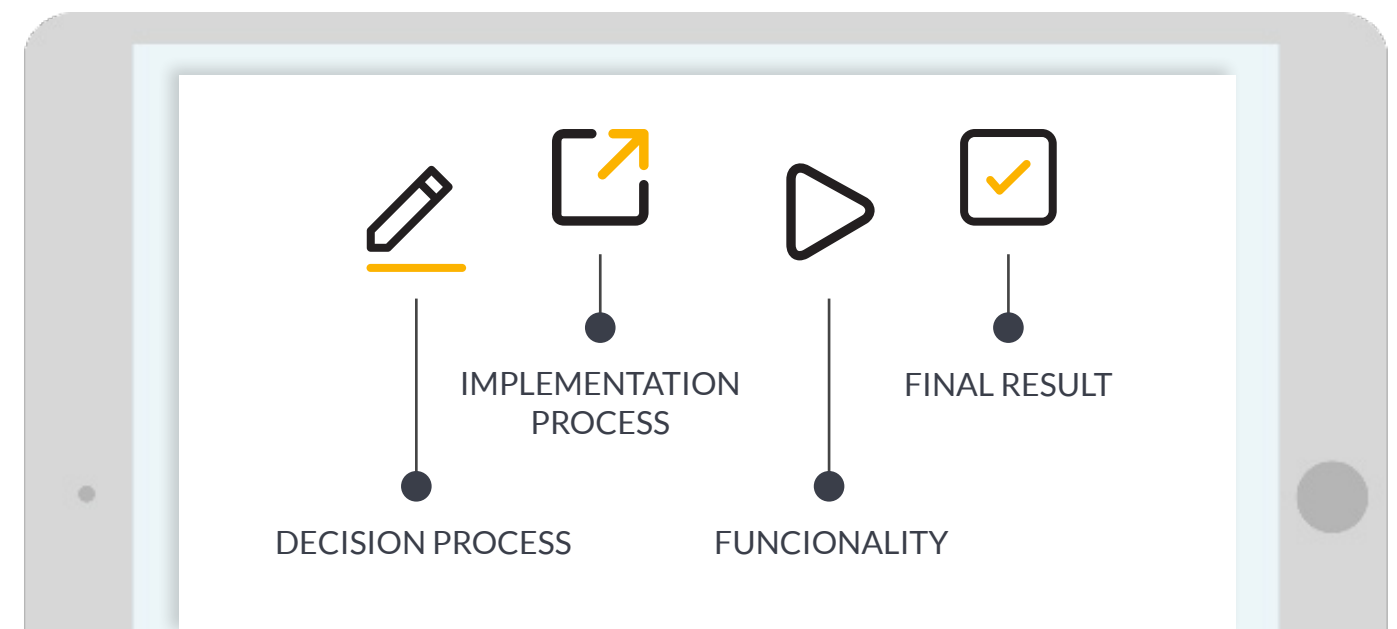 IMPLEMENTATION
PROCESS
FINAL RESULT
DECISION PROCESS
FUNCIONALITY